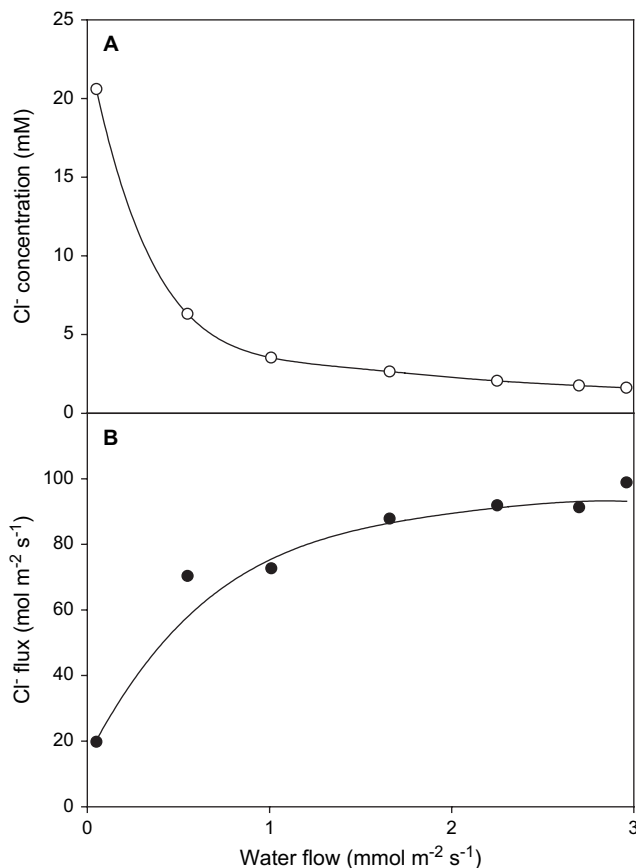 25
A
20
15
10
5
0
Cl⁻ concentration (mM)
B
100
80
60
40
20
0
Cl⁻ flux (mol m⁻² s⁻¹)
0 1 2 3
Water flow (mmol m⁻² s⁻¹)